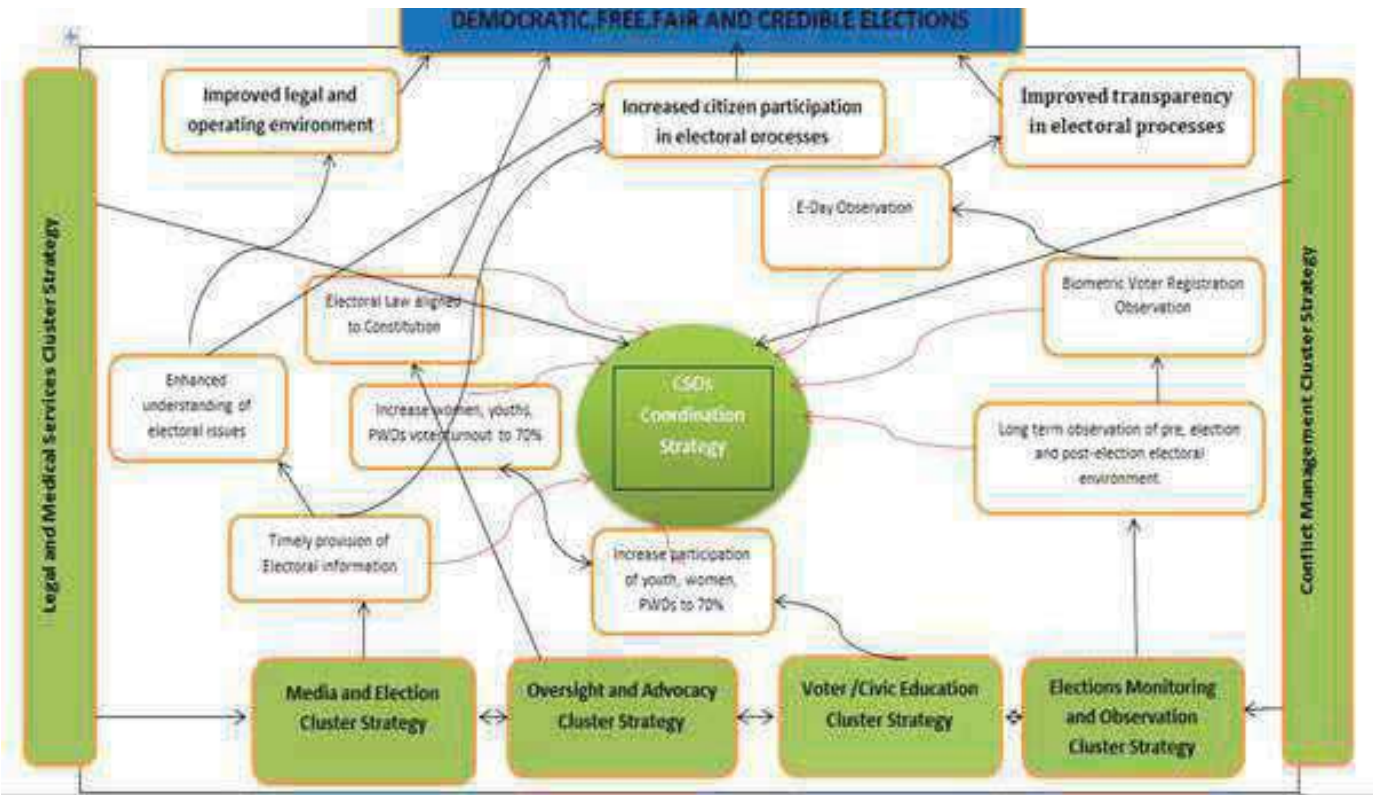 DEMOCRATIC,FREE,FAIR AND CREDIBLE ELECTIONS
Improved legal and
operating environment
Increased citizen participation
in electoral processes
Improved transparency
in electoral processes
E-Day Observation
Legal and Medical Services Cluster Strategy
Conflict Management Cluster Strategy
Electoral Law aligned
to Constitution
Biometric Voter Registration
Observation
Enhanced
understanding of
electoral issues
Increase women, youths,
PWDs voter turnout to 70%
CSOs
Coordination
Strategy
Long term observation of pre, election
and post-election electoral
environment
Timely provision of
Electoral information
Increase participation
of youth, women,
PWDs to 70%
Media and Election
Cluster Strategy
Oversight and Advocacy
Cluster Strategy
Voter /Civic Education
Cluster Strategy
Elections Monitoring
and Observation
Cluster Strategy